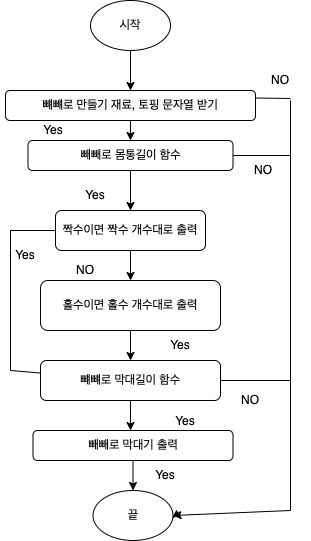 시작
NO
빼빼로 만들기 재료, 토핑 문자열 받기
Yes
빼빼로 몸통길이 함수
NO
Yes
짝수이면 짝수 개수대로 출력
Yes
NO
홀수이면 홀수 개수대로 출력
Yes
빼빼로 막대길이 함수
NO
Yes
빼빼로 막대기 출력
Yes
끝